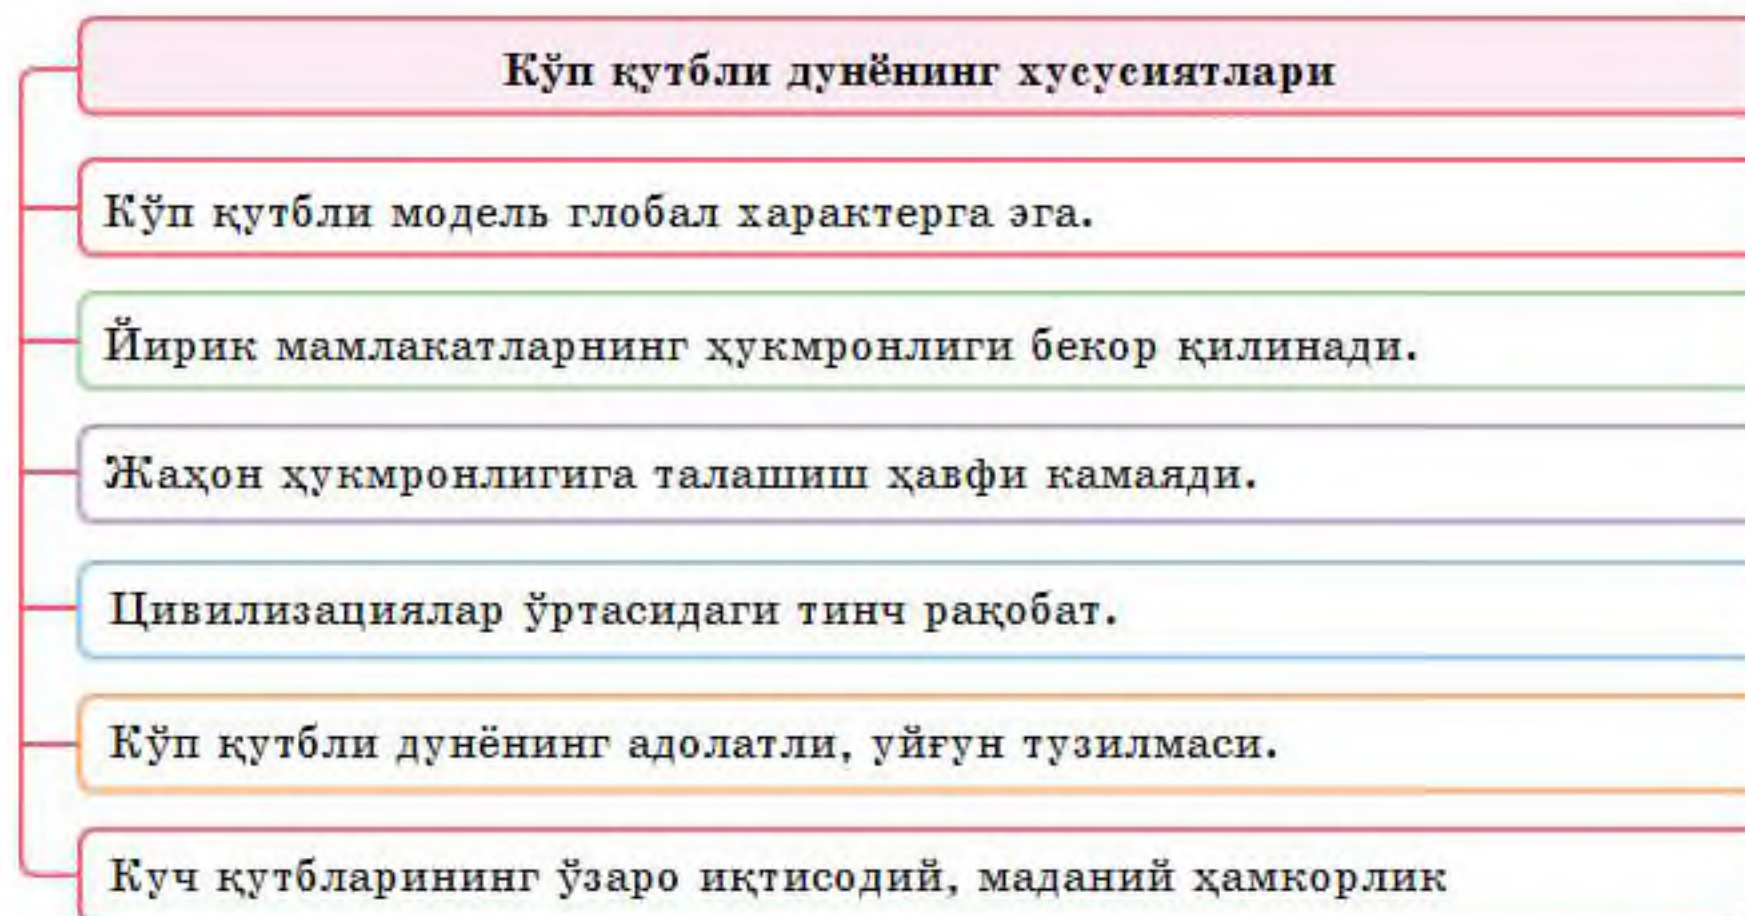 Кўп қутбли дунёнинг хусусиятлари
Кўп қутбли модель глобал характерга эга.
Йирик мамлакатларнинг ҳукмронлиги бекор қилинади.
Жаҳон ҳукмронлигига талашиш ҳавфи камаяди.
Цивилизациялар ўртасидаги тинч рақобат.
Кўп қутбли дунёнинг адолатли, уйғун тузилмаси.
Куч қутбларининг ўзаро иқтисодий, маданий ҳамкорлик